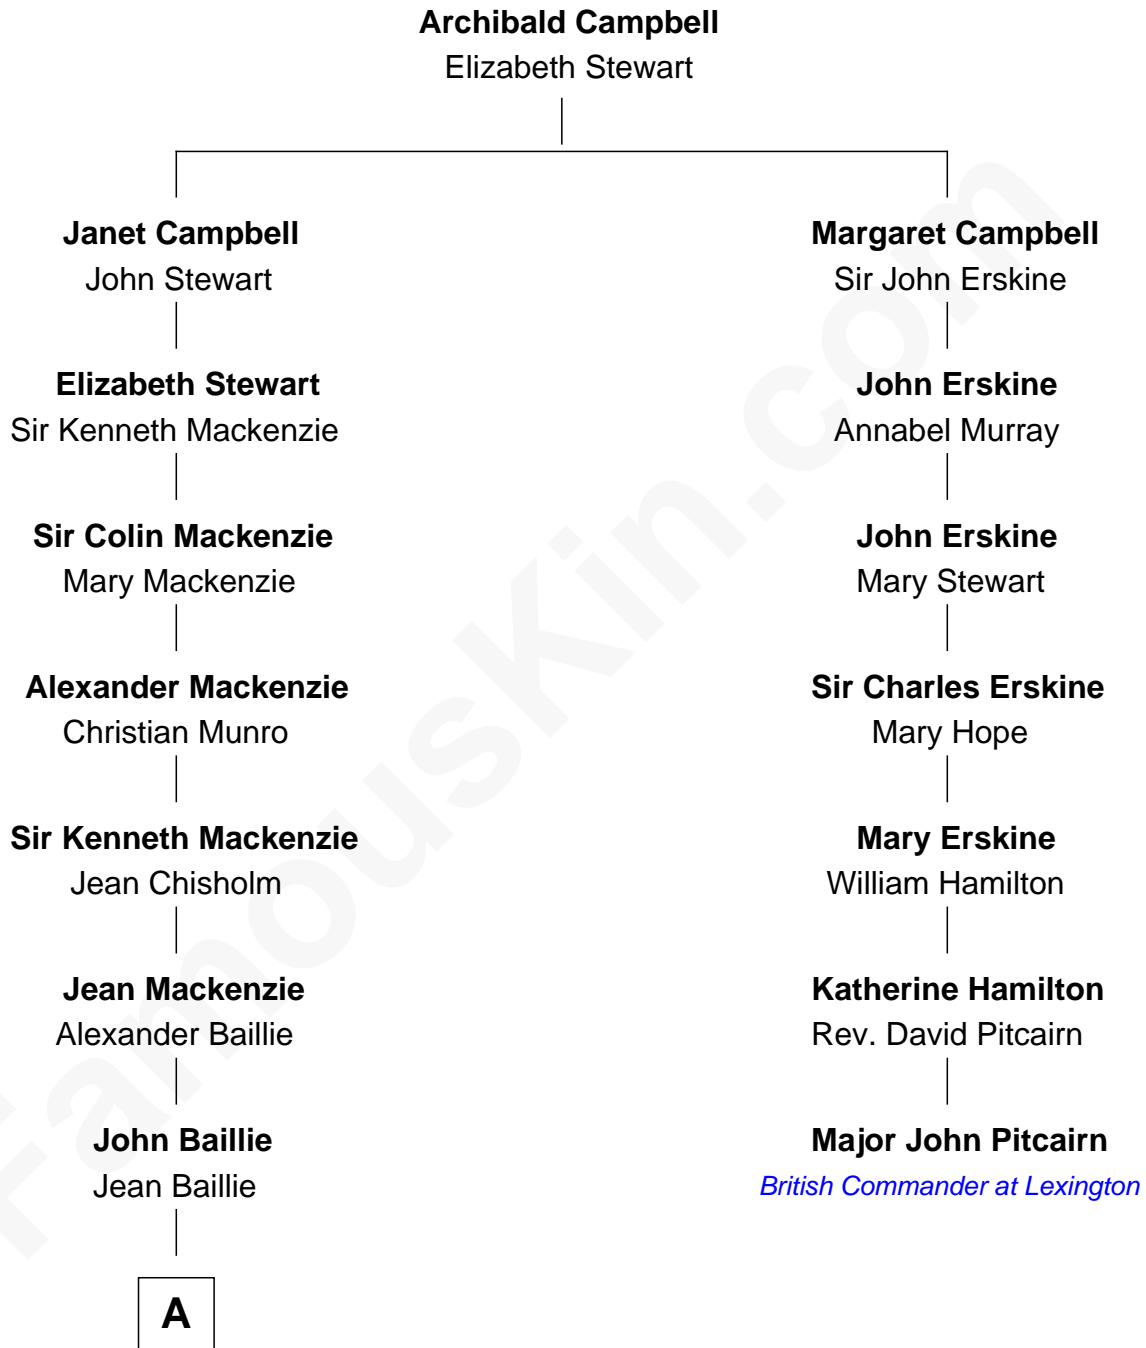 Archibald Campbell
Elizabeth Stewart
Janet Campbell
John Stewart
Margaret Campbell
Sir John Erskine
Elizabeth Stewart
Sir Kenneth Mackenzie
John Erskine
Annabel Murray
Sir Colin Mackenzie
Mary Mackenzie
John Erskine
Mary Stewart
Alexander Mackenzie
Christian Munro
Sir Charles Erskine
Mary Hope
Sir Kenneth Mackenzie
Jean Chisholm
Mary Erskine
William Hamilton
Jean Mackenzie
Alexander Baillie
Katherine Hamilton
Rev. David Pitcairn
John Baillie
Jean Baillie
Major John Pitcairn
British Commander at Lexington
A
FamousKin.com